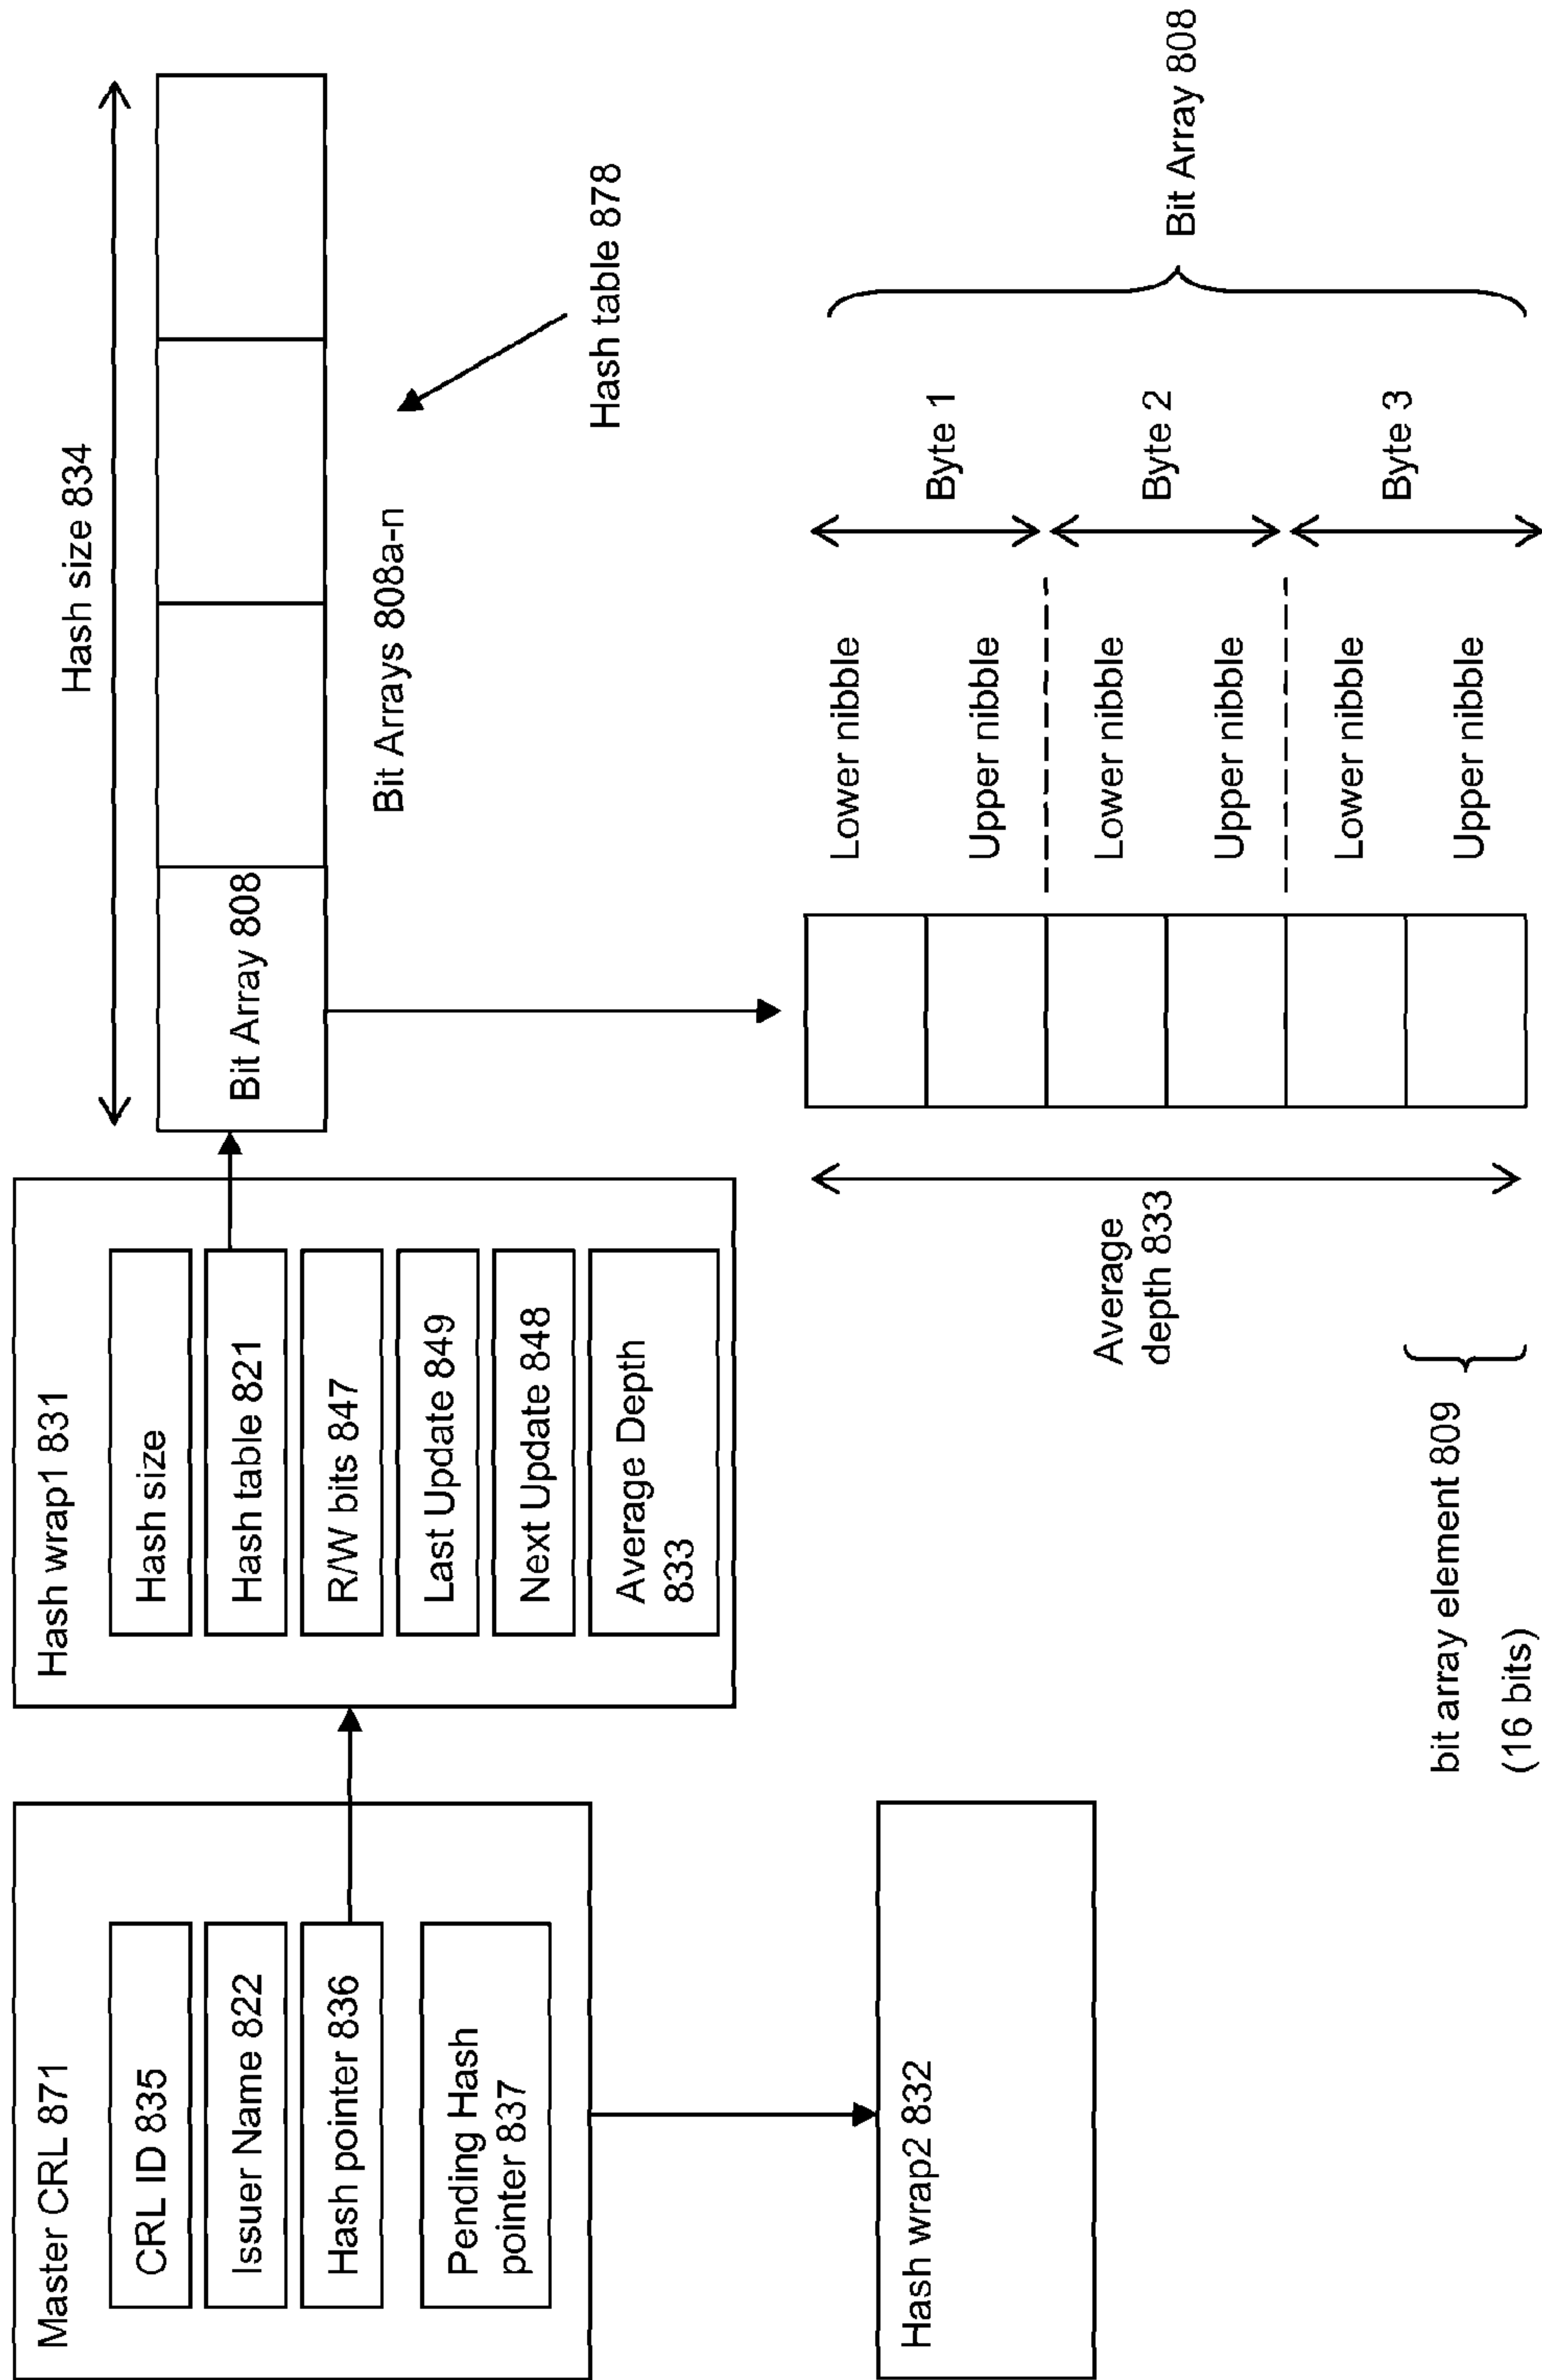 Master CRL 871
CRL ID 835
Issuer Name 822
Hash pointer 836
Pending Hash
pointer 837
Hash wrap2 832
Hash wrap1 831
Hash size
Hash table 821
R/W bits 847
Last Update 849
Next Update 848
Average Depth
833
Hash size 834
Bit Array 808
Bit Arrays 808a-n
Hash table 878
Average
depth 833
bit array element 809
(16 bits)
Lower nibble
Upper nibble
Lower nibble
Upper nibble
Lower nibble
Upper nibble
Byte 1
Byte 2
Byte 3
Bit Array 808